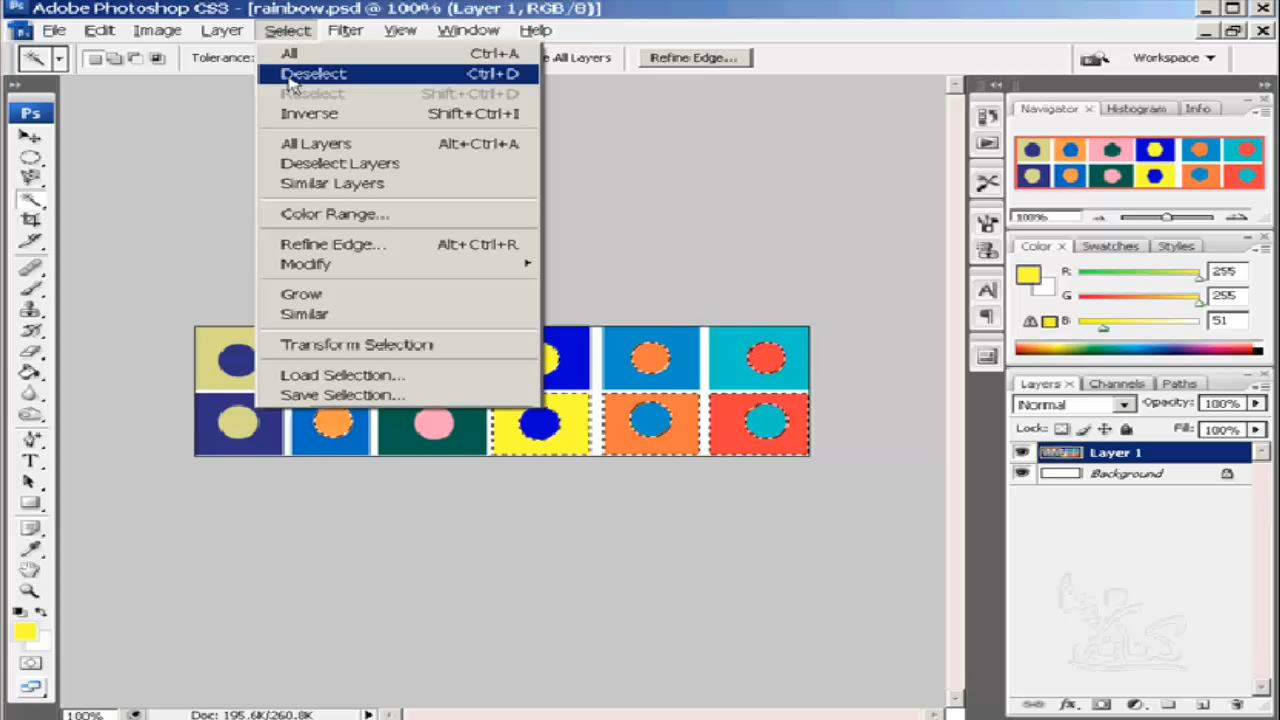 Adobe Photoshop CS3 - [rainbow.psd @ 100% (Layer 1,RGB/8)]
File Edit Image Layer Select Filter View Window Help
Tolerance: All Layers Refine Edge... Workspace
All Ctrl+A
Deselect Ctrl+D
Reselect Shift+Ctrl+D
Inverse Shift+Ctrl+I
All Layers Alt+Ctrl+A
Deselect Layers
Similar Layers
Color Range...
Refine Edge... Alt+Ctrl+R
Modify
Grow
Similar
Transform Selection
Load Selection...
Save Selection...
Ps
Navigator Histogram Info
100%
Color Swatches Styles
R 255
G 255
B 51
Layers Channels Paths
Normal Opacity: 100%
Lock: Fill: 100%
Layer 1
Background
100% Doc: 195.6K/260.8K